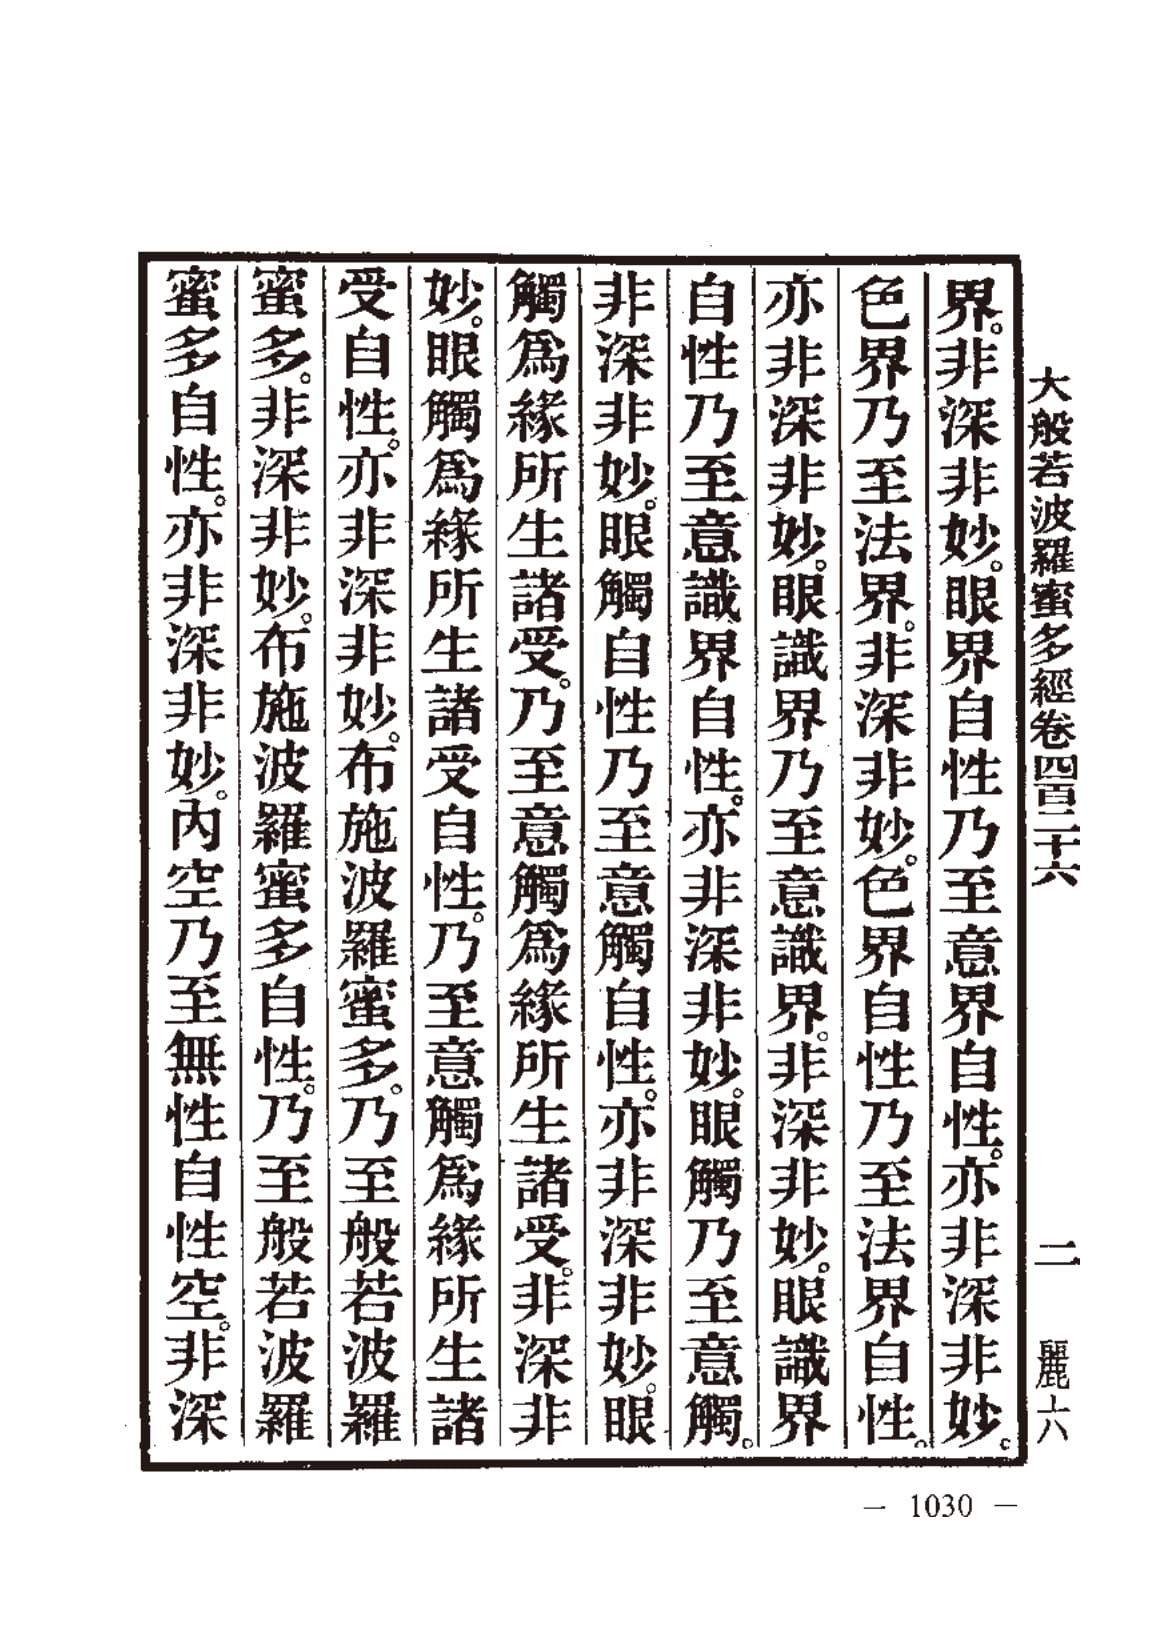 大般若波羅蜜多經卷四百三十六 二 麗六
界。非深非妙。眼界自性乃至意界自性。亦非深非妙。
色界乃至法界。非深非妙。色界自性乃至法界自性。
亦非深非妙。眼識界乃至意識界。非深非妙。眼識界
自性乃至意識界自性。亦非深非妙。眼觸乃至意觸。
非深非妙。眼觸自性乃至意觸自性。亦非深非妙。眼
觸爲緣所生諸受。乃至意觸爲緣所生諸受。非深非
妙。眼觸爲緣所生諸受自性。乃至意觸爲緣所生諸
受自性。亦非深非妙。布施波羅蜜多。乃至般若波羅
蜜多。非深非妙。布施波羅蜜多自性。乃至般若波羅
蜜多自性。亦非深非妙。內空乃至無性自性空。非深
— 1030 —